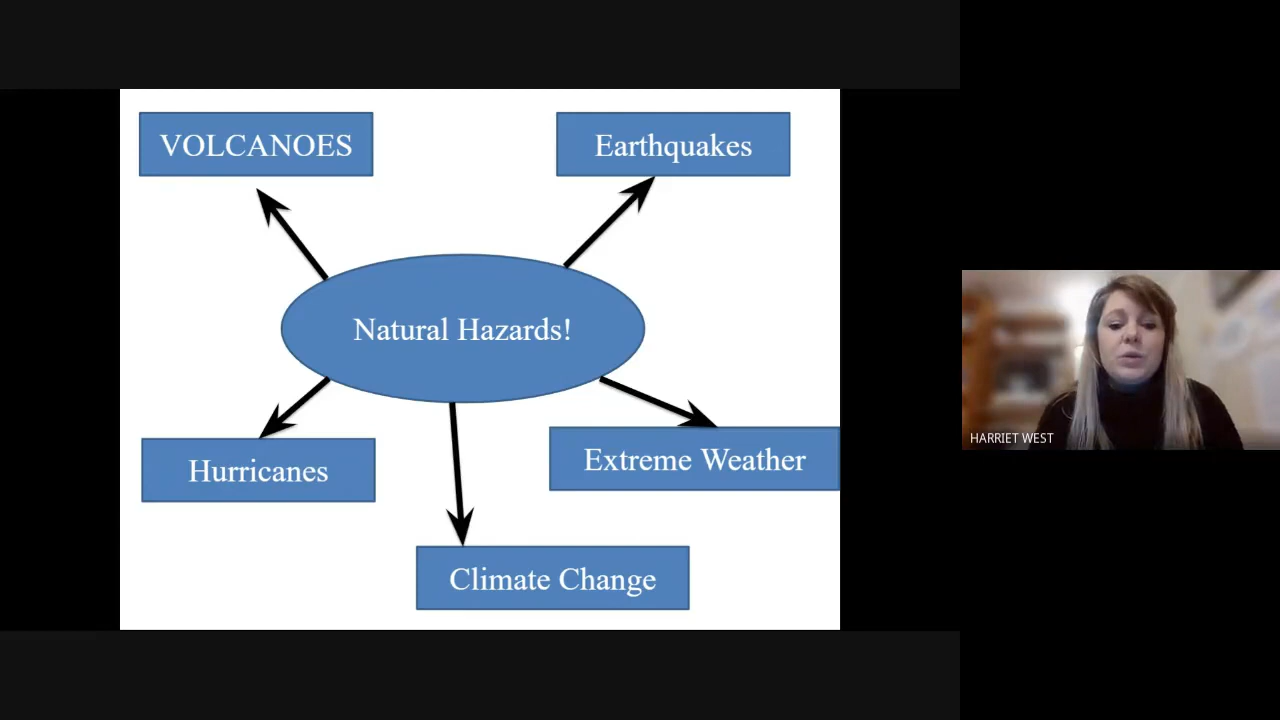 VOLCANOES
Earthquakes
Natural Hazards!
Hurricanes
Extreme Weather
Climate Change
HARRIET WEST